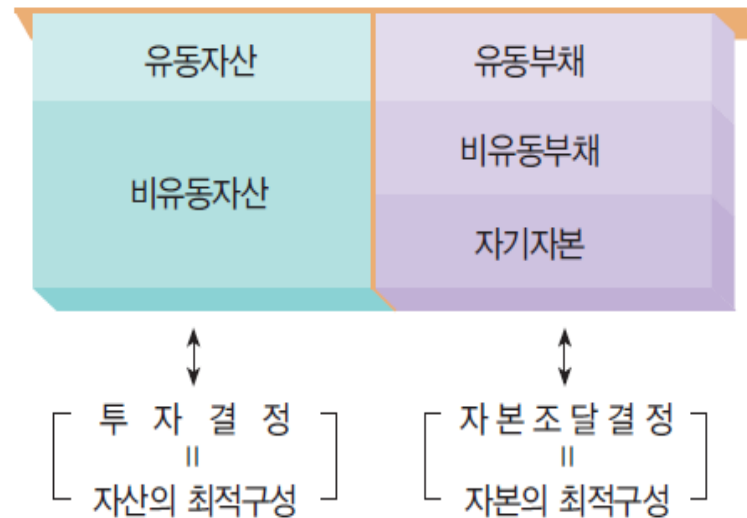 유동자산
비유동자산
유동부채
비유동부채
자기자본
투 자 결 정
=
자산의 최적구성
자 본 조 달 결 정
=
자본의 최적구성